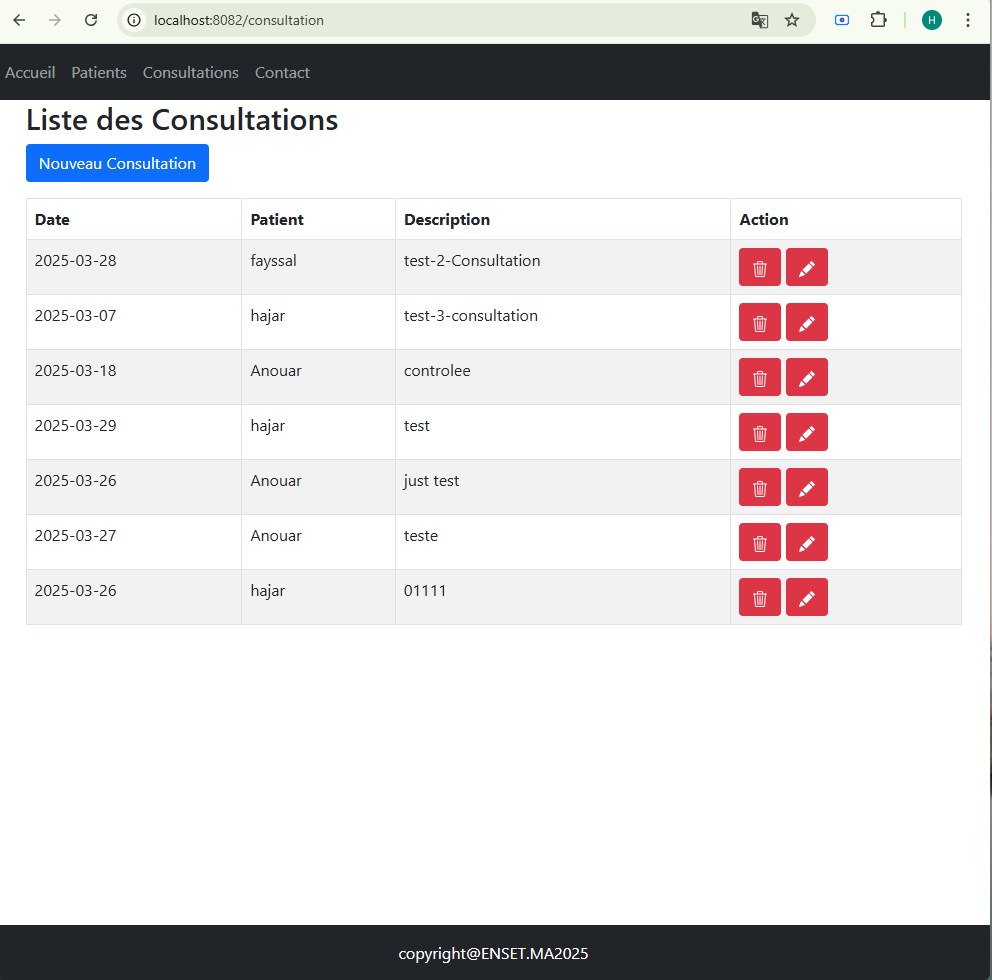 localhost:8082/consultation
H
Accueil Patients Consultations Contact
Liste des Consultations
Nouveau Consultation
Date Patient Description Action
2025-03-28 fayssal test-2-Consultation
2025-03-07 hajar test-3-consultation
2025-03-18 Anouar controlee
2025-03-29 hajar test
2025-03-26 Anouar just test
2025-03-27 Anouar teste
2025-03-26 hajar 01111
copyright@ENSET.MA2025